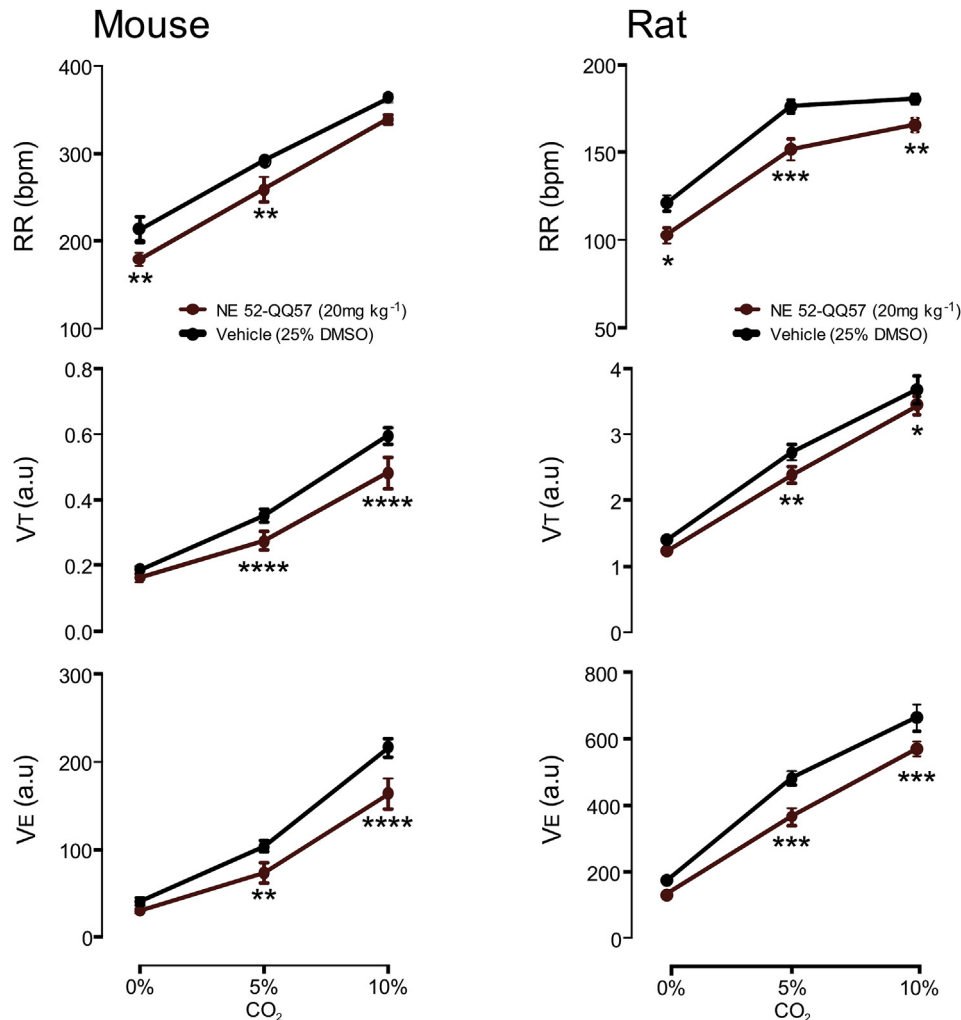 Mouse
Rat
400
300
200
100
RR (bpm)
**
**
NE 52-QQ57 (20mg kg⁻¹)
Vehicle (25% DMSO)
200
150
100
50
RR (bpm)
*
***
**
NE 52-QQ57 (20mg kg⁻¹)
Vehicle (25% DMSO)
0.8
0.6
0.4
0.2
0.0
VT (a.u)
****
****
4
3
2
1
0
VT (a.u)
**
*
300
200
100
0
VE (a.u)
**
****
0% 5% 10%
CO₂
800
600
400
200
0
VE (a.u)
***
***
0% 5% 10%
CO₂